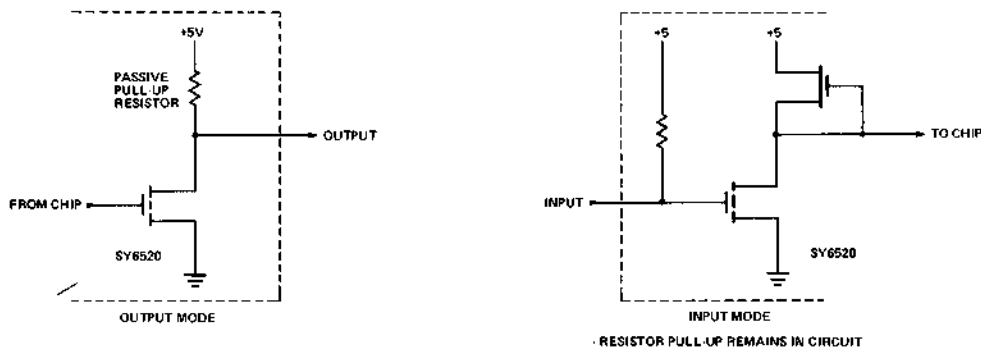 +5V
PASSIVE
PULL-UP
RESISTOR
OUTPUT
FROM CHIP
SY6520
OUTPUT MODE
+5
+5
TO CHIP
INPUT
SY6520
INPUT MODE
· RESISTOR PULL-UP REMAINS IN CIRCUIT